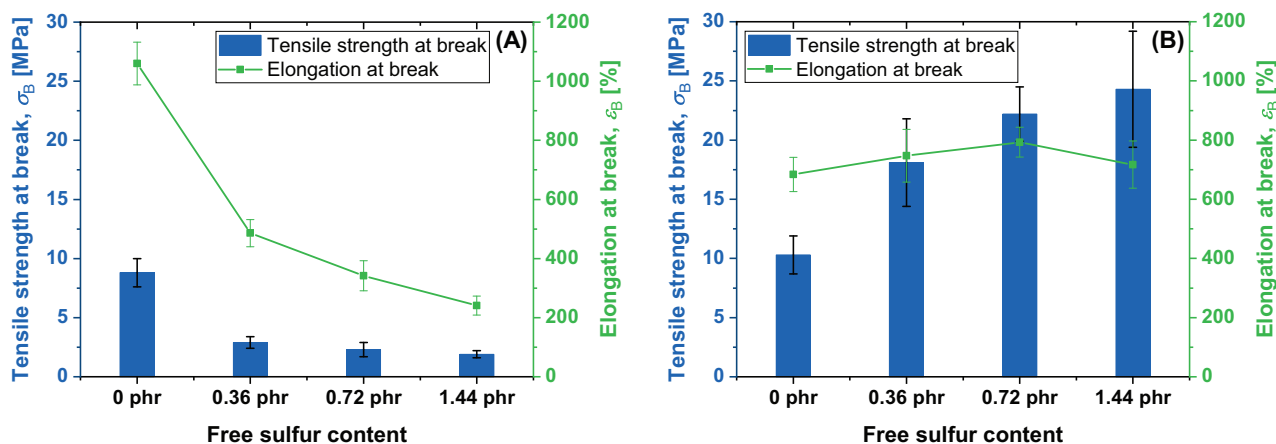 Tensile strength at break, σB [MPa]
30
25
20
15
10
5
0
Tensile strength at break
Elongation at break
(A)
1200
1000
800
600
400
200
0
Elongation at break, εB [%]
0 phr 0.36 phr 0.72 phr 1.44 phr
Free sulfur content
Tensile strength at break, σB [MPa]
30
25
20
15
10
5
0
Tensile strength at break
Elongation at break
(B)
1200
1000
800
600
400
200
0
Elongation at break, εB [%]
0 phr 0.36 phr 0.72 phr 1.44 phr
Free sulfur content